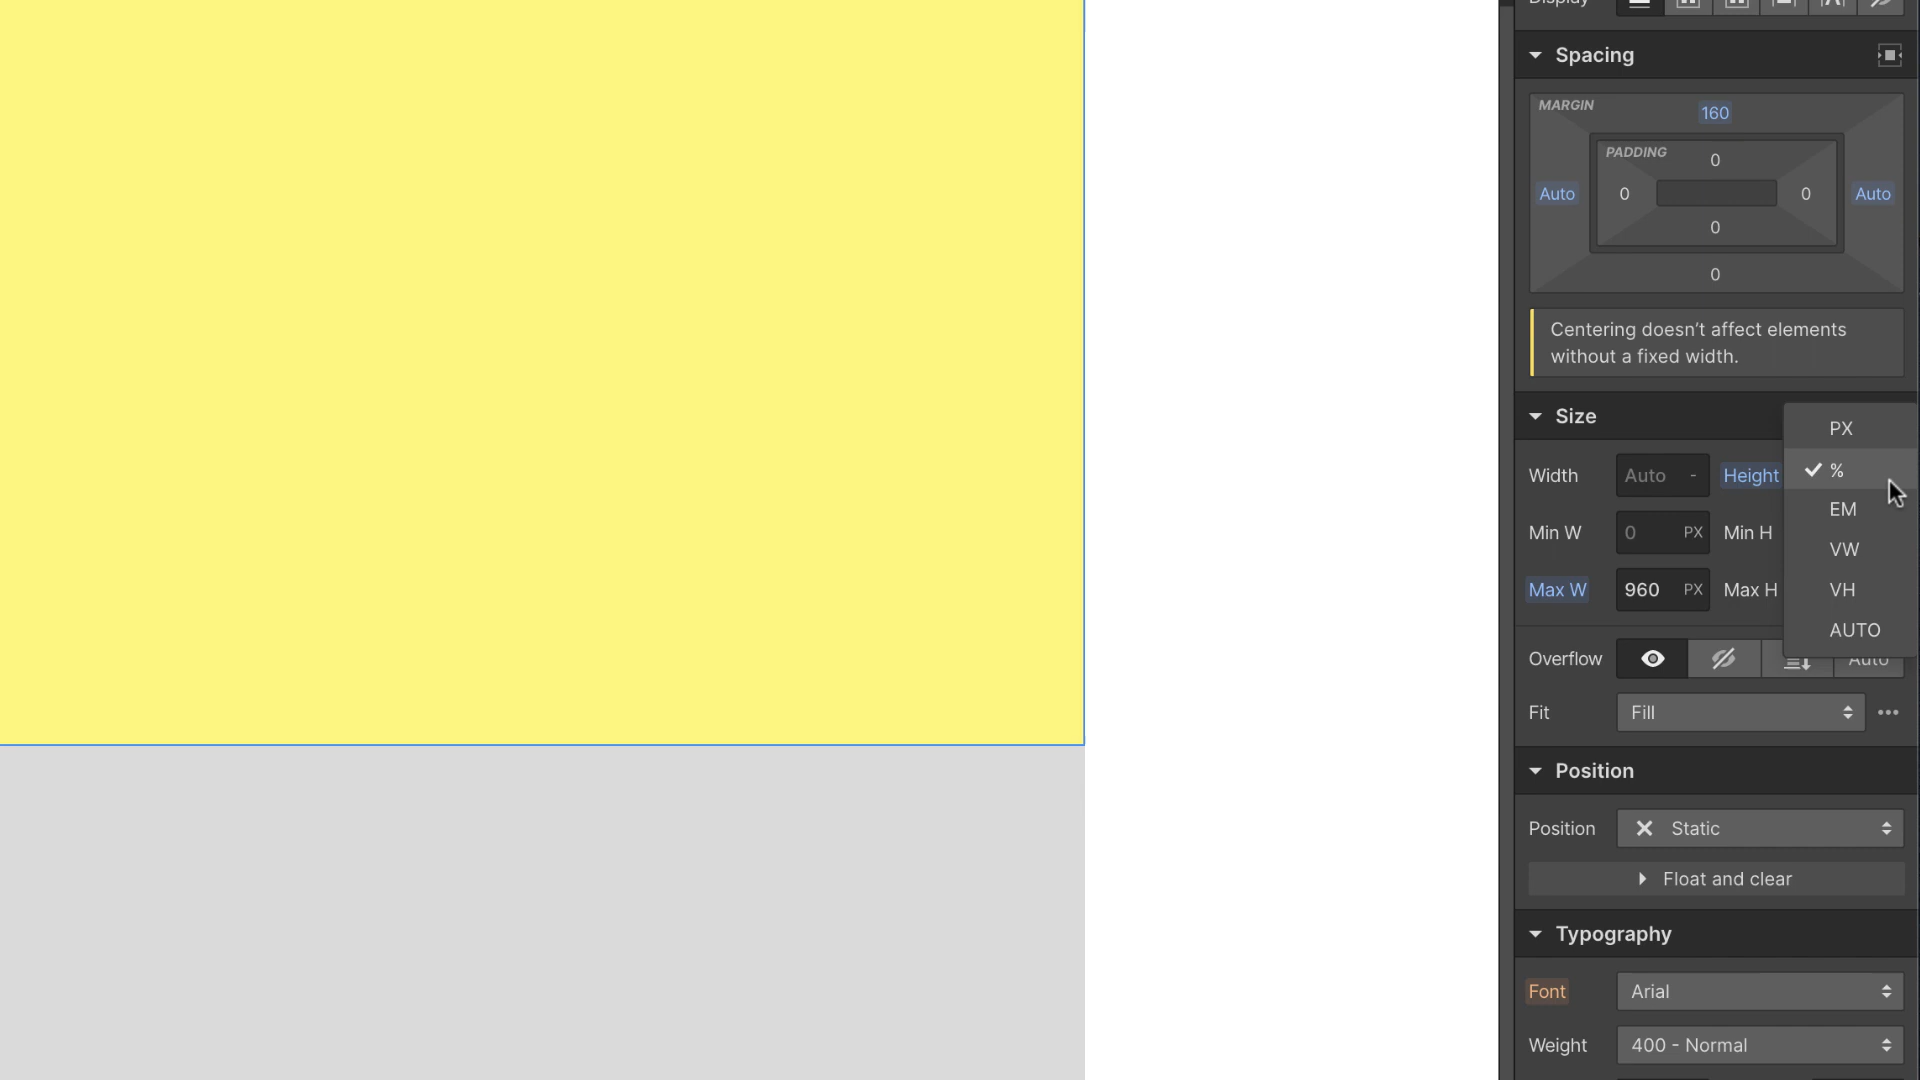 Display
Spacing
MARGIN
160
PADDING
0
Auto
0
0
Auto
0
0
Centering doesn't affect elements
without a fixed width.
Size
PX
Width
Auto -
Height
%
EM
Min W
0 PX
Min H
VW
Max W
960 PX
Max H
VH
AUTO
Overflow
Auto
Fit
Fill
Position
Position
Static
Float and clear
Typography
Font
Arial
Weight
400 - Normal